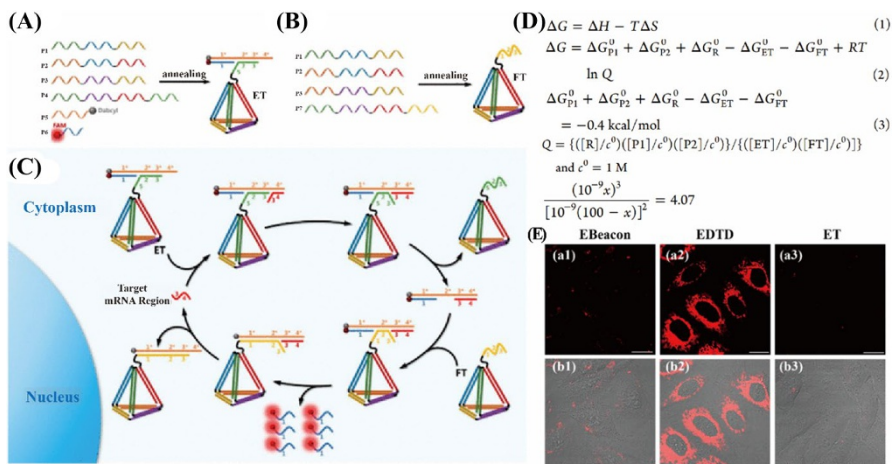 (A)
P1
P2
P3
P4
P5
Dabcyl
FAM
P6
annealing
ET
(B)
P1
P2
P3
P7
annealing
FT
(C)
Cytoplasm
ET
Target
mRNA Region
Nucleus
FT
(D)
ΔG = ΔH − TΔS (1)
ΔG = ΔG⁰P1 + ΔG⁰P2 + ΔG⁰R − ΔG⁰ET − ΔG⁰FT + RT
ln Q (2)
ΔG⁰P1 + ΔG⁰P2 + ΔG⁰R − ΔG⁰ET − ΔG⁰FT
= −0.4 kcal/mol (3)
Q = {([R]/c⁰)([P1]/c⁰)([P2]/c⁰)}/{([ET]/c⁰)([FT]/c⁰)]}
and c⁰ = 1 M
(10⁻⁹x)³
[10⁻⁹(100 − x)]² = 4.07
(E)
EBeacon EDTD ET
(a1) (a2) (a3)
(b1) (b2) (b3)